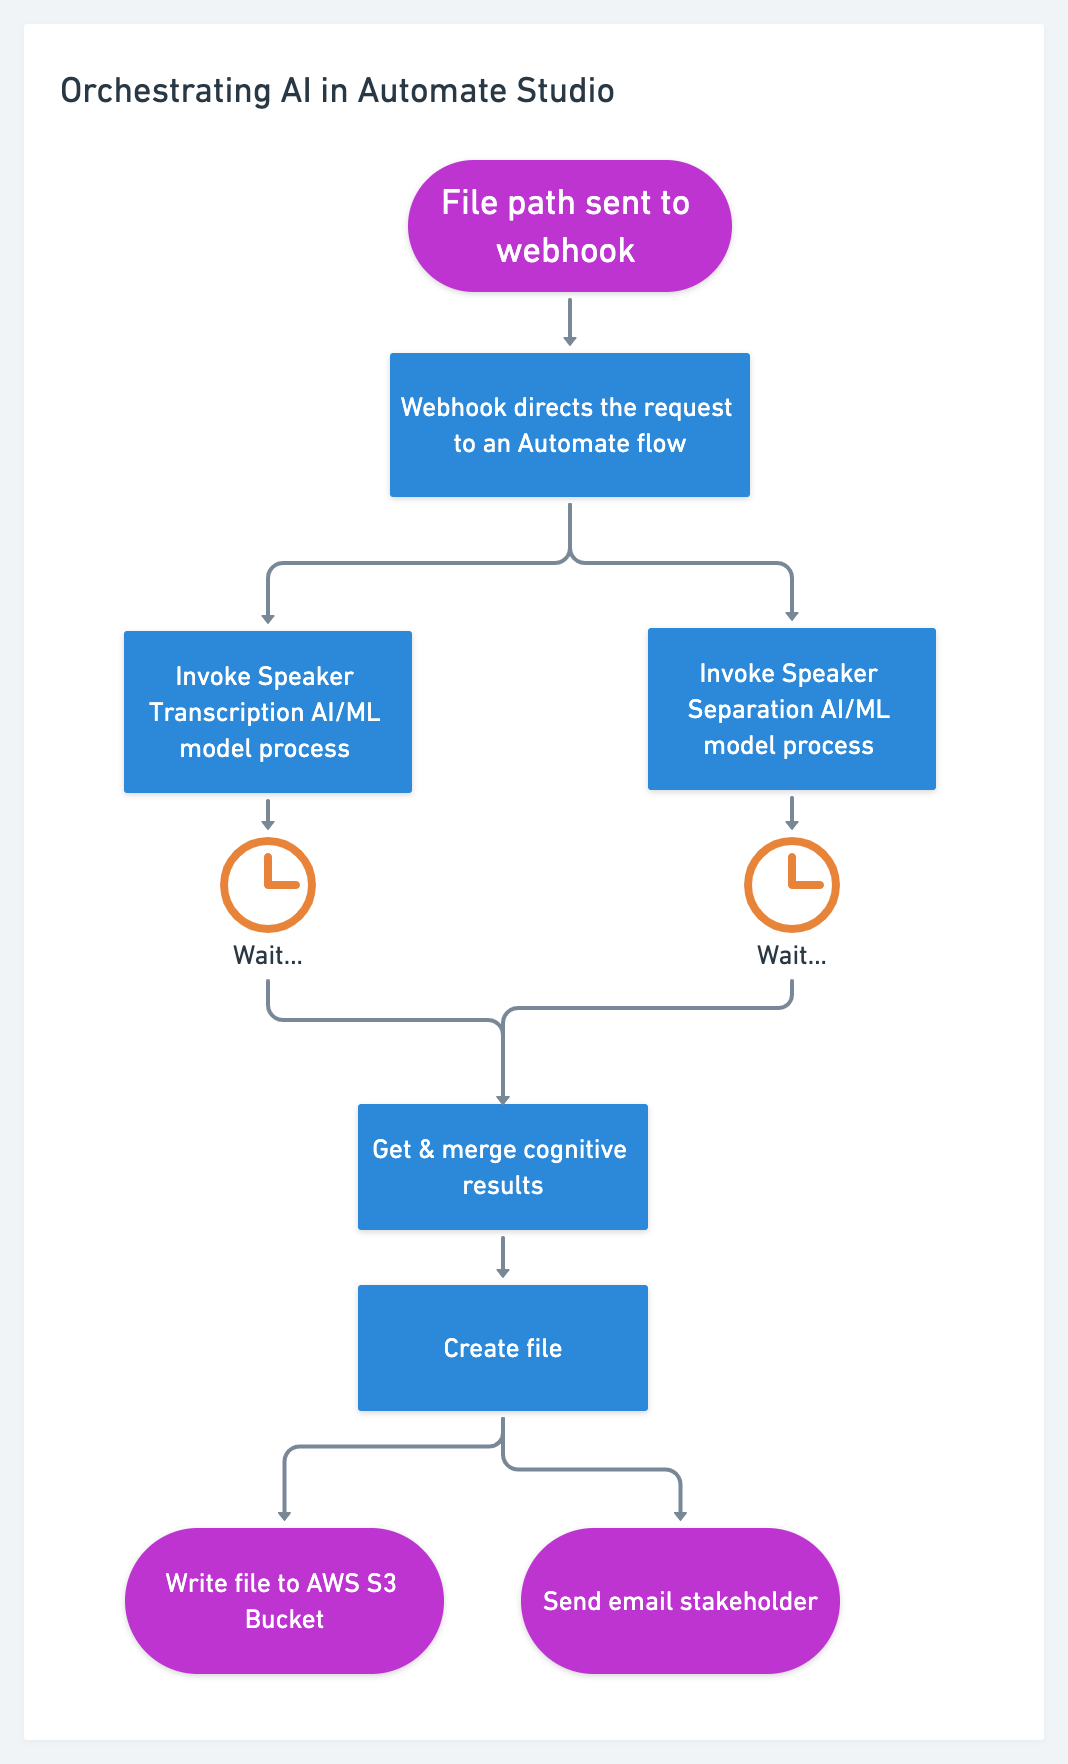 Orchestrating AI in Automate Studio
File path sent to
webhook
Webhook directs the request
to an Automate flow
Invoke Speaker
Transcription AI/ML
model process
Invoke Speaker
Separation AI/ML
model process
Wait...
Wait...
Get & merge cognitive
results
Create file
Write file to AWS S3
Bucket
Send email stakeholder